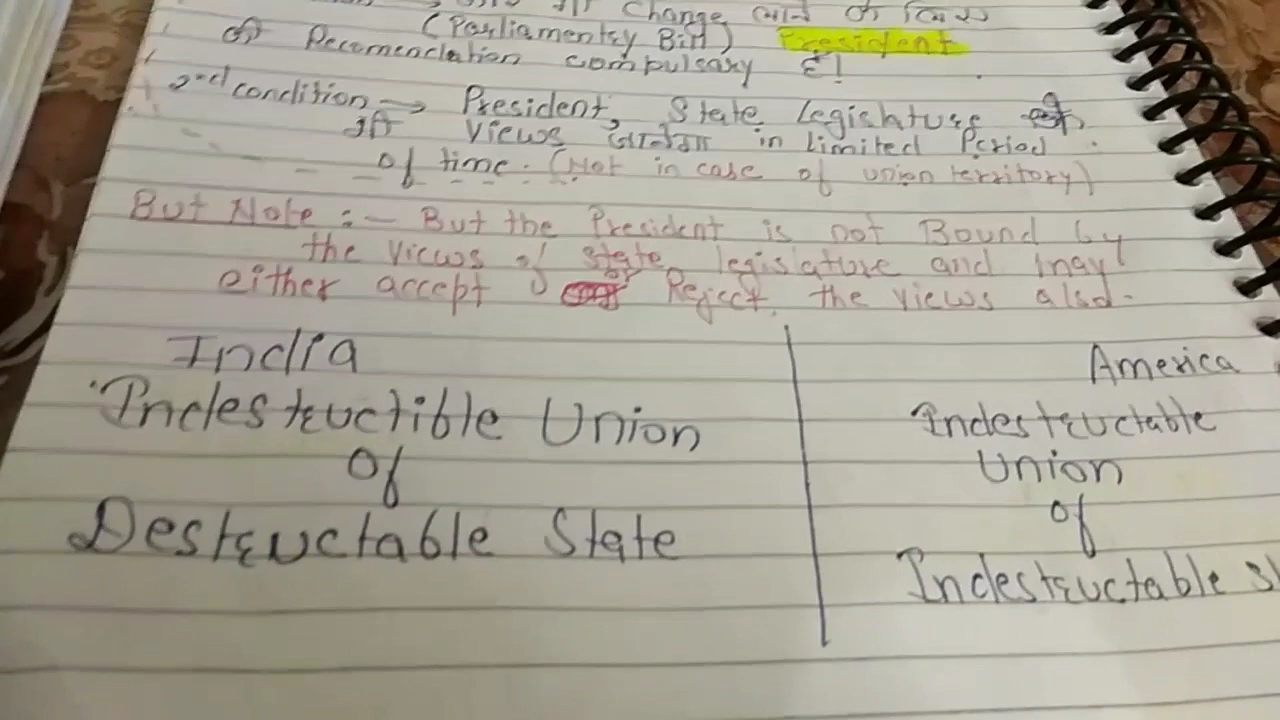 Change लाने के लिए
(Parliamentry Bill) President
की Recomendation compulsary है!
2nd condition → President, State legislature
की views जानेगा in limited Period
of time. (Not in case of union territory)
But Note :- But the President is not Bound by
the views of state legislature and may
either accept or Reject the views also.
India
Indestructible Union
Of
Destructable State
America
Indestructable
Union
of
Indestructable